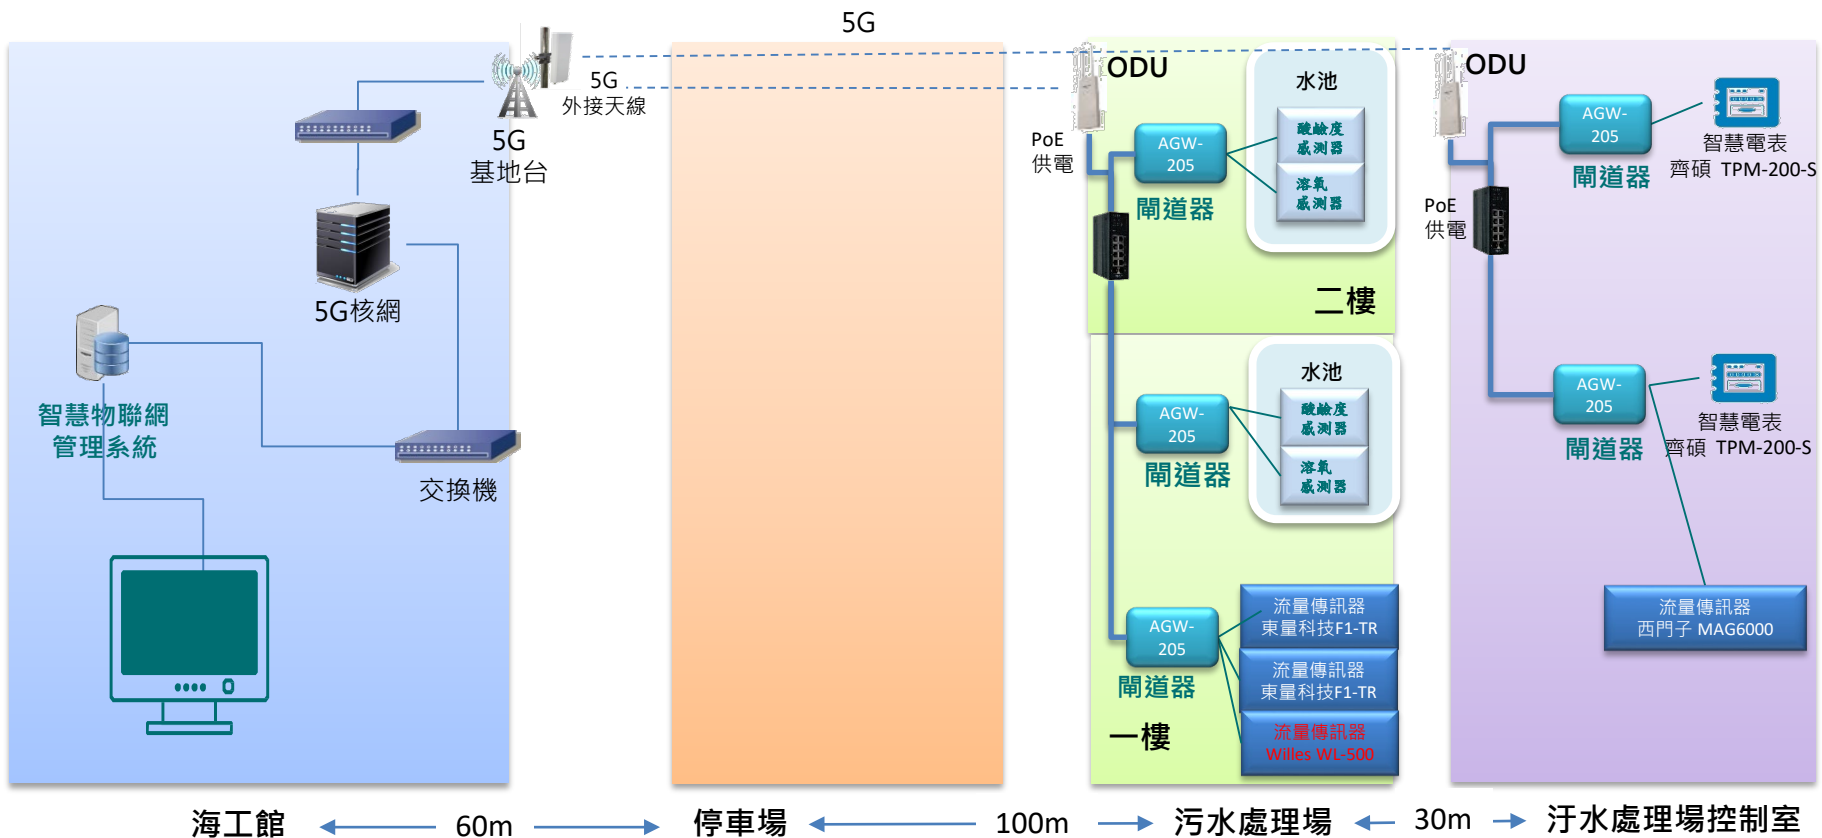 5G
5G
外接天線
5G
基地台
5G核網
智慧物聯網
管理系統
交換機
ODU
PoE
供電
AGW-
205
閘道器
水池
酸鹼度
感測器
溶氧
感測器
二樓
AGW-
205
閘道器
水池
酸鹼度
感測器
溶氧
感測器
AGW-
205
閘道器
流量傳訊器
東量科技F1-TR
流量傳訊器
東量科技F1-TR
流量傳訊器
Willes WL-500
一樓
ODU
PoE
供電
AGW-
205
閘道器
智慧電表
齊碩 TPM-200-S
AGW-
205
閘道器
智慧電表
齊碩 TPM-200-S
流量傳訊器
西門子 MAG6000
海工館
60m
停車場
100m
污水處理場
30m
汙水處理場控制室